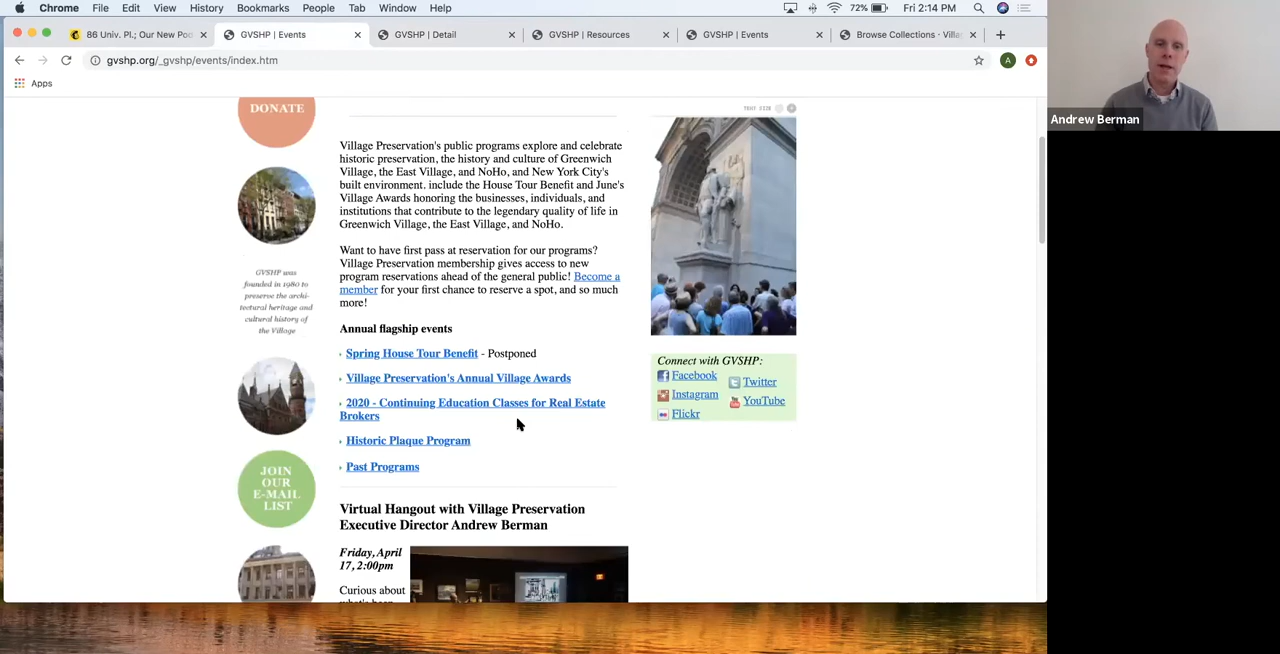 Chrome File Edit View History Bookmarks People Tab Window Help 72% Fri 2:14 PM
86 Univ. Pl.; Our New Poc GVSHP | Events GVSHP | Detail GVSHP | Resources GVSHP | Events Browse Collections · Villa
gvshp.org/_gvshp/events/index.htm A
Apps
Andrew Berman
DONATE
GVSHP was
founded in 1980 to
preserve the archi-
tectural heritage and
cultural history of
the Village
JOIN
OUR
E-MAIL
LIST
Village Preservation's public programs explore and celebrate
historic preservation, the history and culture of Greenwich
Village, the East Village, and NoHo, and New York City's
built environment. include the House Tour Benefit and June's
Village Awards honoring the businesses, individuals, and
institutions that contribute to the legendary quality of life in
Greenwich Village, the East Village, and NoHo.
Want to have first pass at reservation for our programs?
Village Preservation membership gives access to new
program reservations ahead of the general public! Become a
member for your first chance to reserve a spot, and so much
more!
Annual flagship events
Spring House Tour Benefit - Postponed
Village Preservation's Annual Village Awards
2020 - Continuing Education Classes for Real Estate
Brokers
Historic Plaque Program
Past Programs
Virtual Hangout with Village Preservation
Executive Director Andrew Berman
Friday, April
17, 2:00pm
Curious about
TEXT SIZE
Connect with GVSHP:
Facebook Twitter
Instagram YouTube
Flickr